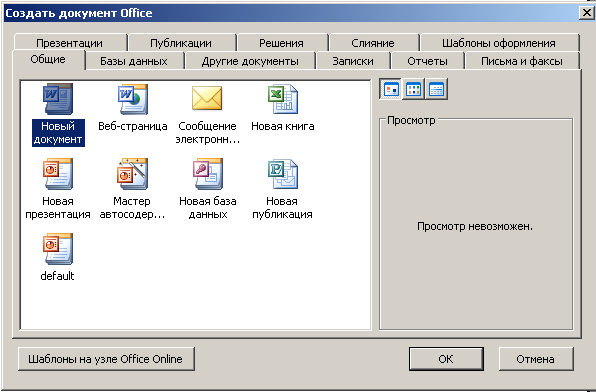 Создать документ Office
Презентации
Публикации
Решения
Слияние
Шаблоны оформления
Общие
Базы данных
Другие документы
Записки
Отчеты
Письма и факсы
Новый
документ
Веб-страница
Сообщение
электронн...
Новая книга
Новая
презентация
Мастер
автосодер...
Новая база
данных
Новая
публикация
default
Просмотр
Просмотр невозможен.
Шаблоны на узле Office Online
OK
Отмена